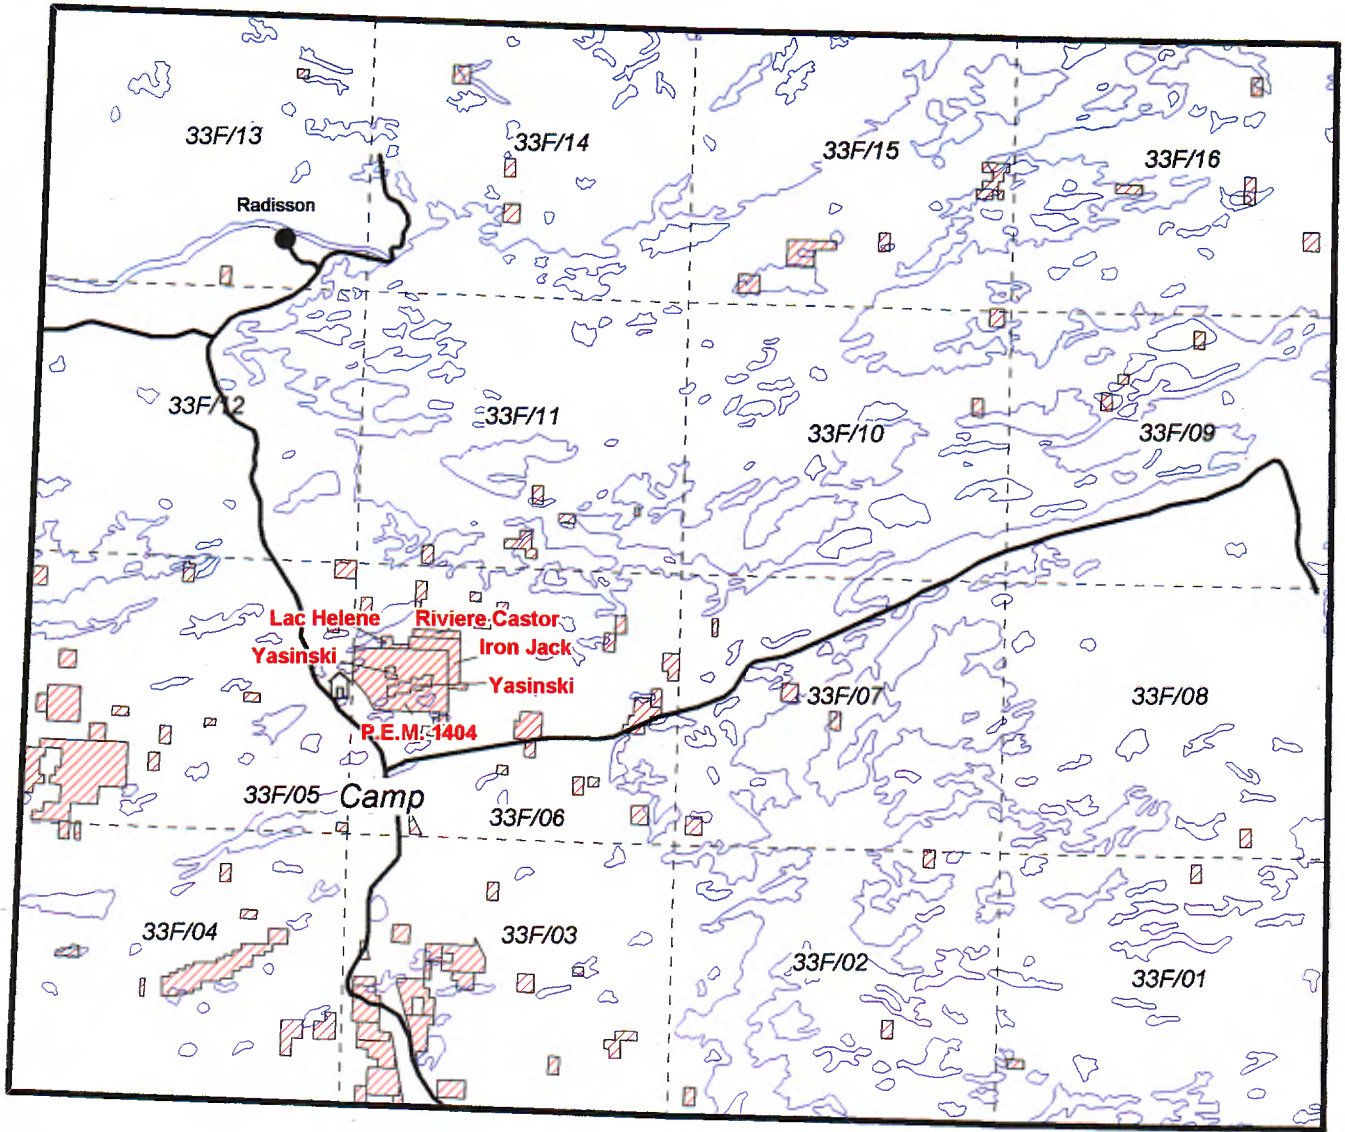 33F/13
33F/14
33F/15
33F/16
Radisson
33F/12
33F/11
33F/10
33F/09
Lac Helene
Riviere Castor
Iron Jack
Yasinski
Yasinski
P.E.M. 1404
33F/07
33F/08
33F/05
Camp
33F/06
33F/04
33F/03
33F/02
33F/01